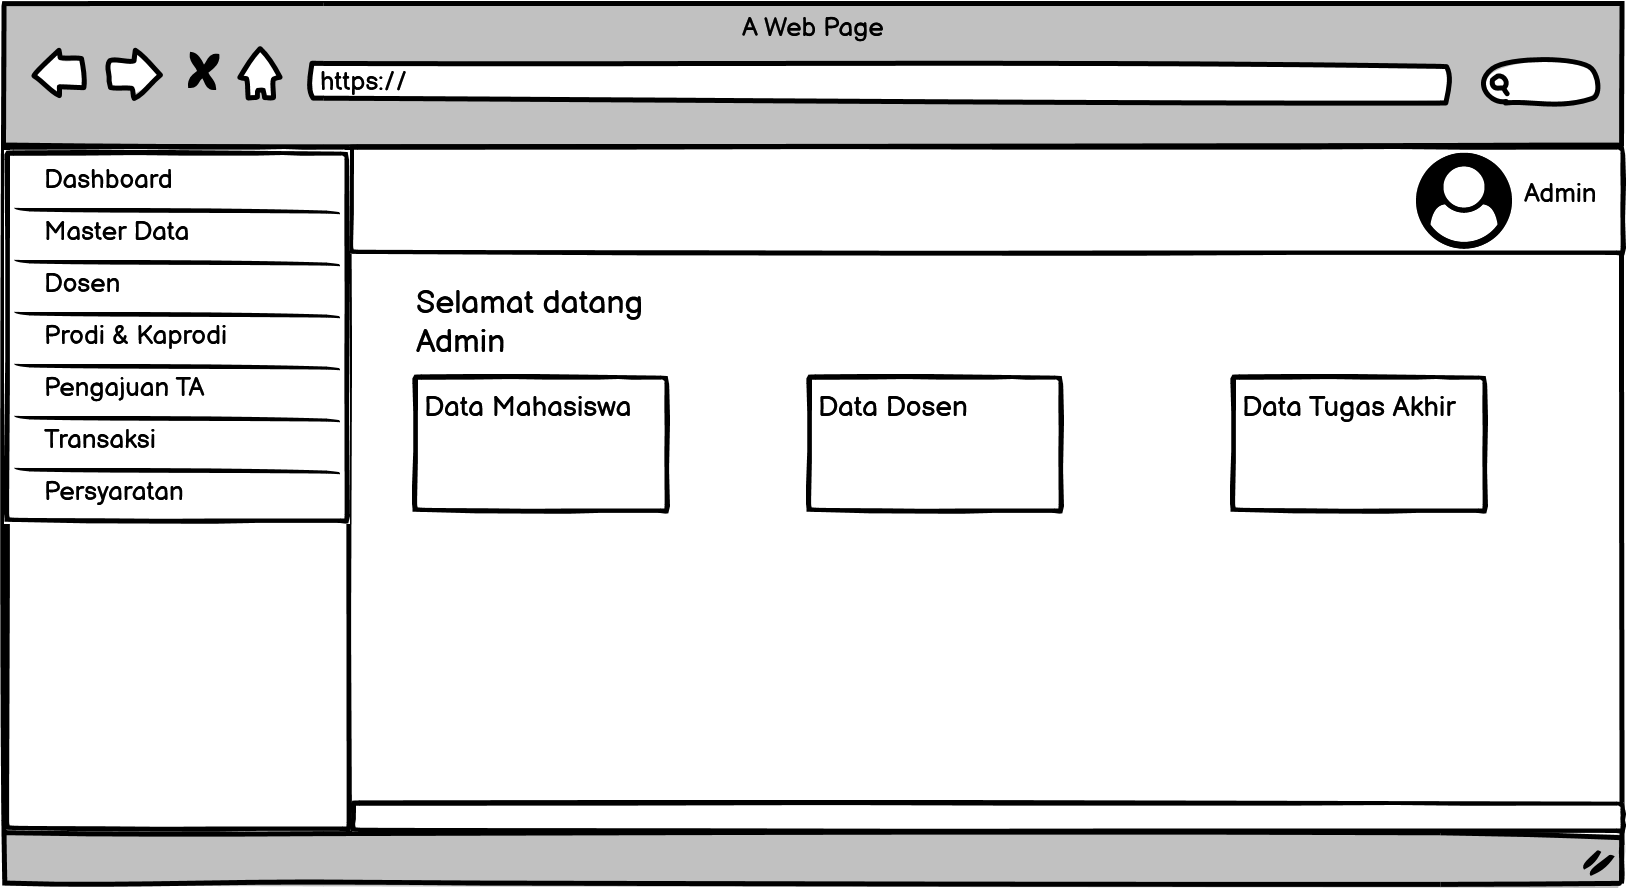 A Web Page
https://
Dashboard
Master Data
Dosen
Prodi & Kaprodi
Pengajuan TA
Transaksi
Persyaratan
Admin
Selamat datang
Admin
Data Mahasiswa
Data Dosen
Data Tugas Akhir